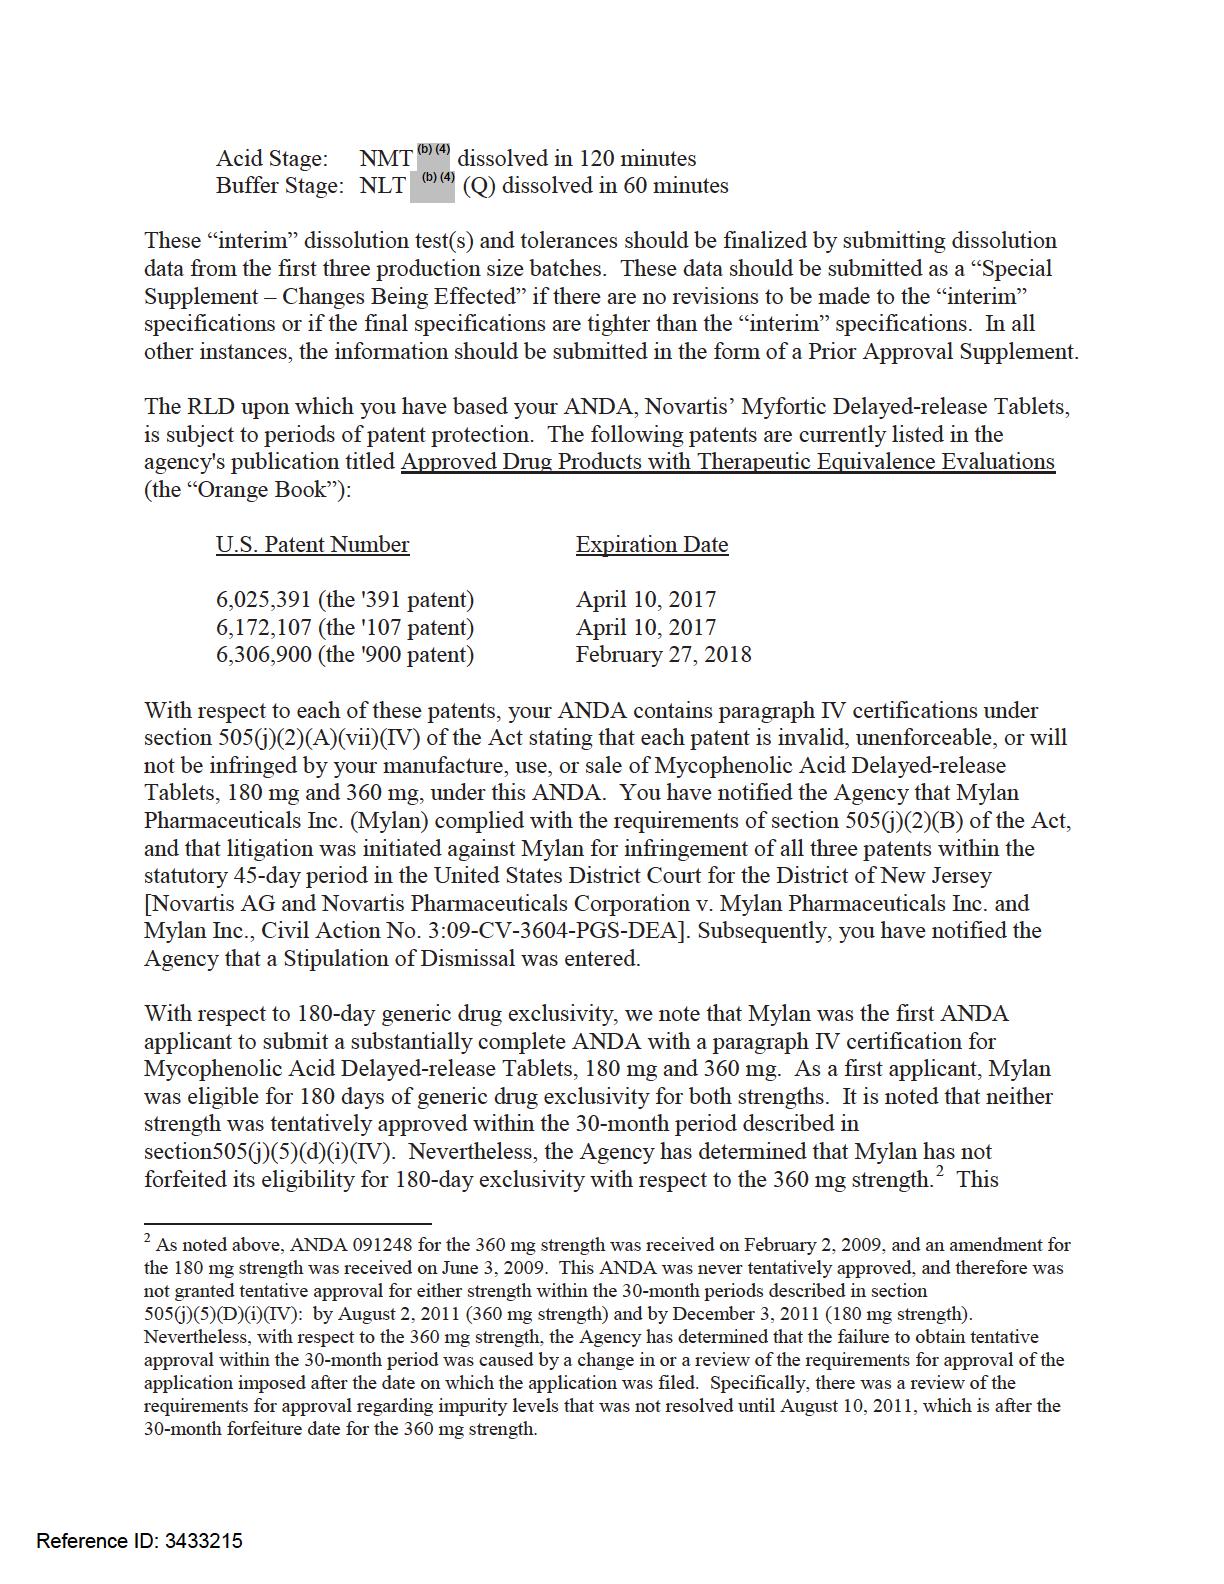 Acid Stage: NMT (b) (4) dissolved in 120 minutes
Buffer Stage: NLT (b) (4) (Q) dissolved in 60 minutes
These “interim” dissolution test(s) and tolerances should be finalized by submitting dissolution
data from the first three production size batches. These data should be submitted as a “Special
Supplement – Changes Being Effected” if there are no revisions to be made to the “interim”
specifications or if the final specifications are tighter than the “interim” specifications. In all
other instances, the information should be submitted in the form of a Prior Approval Supplement.
The RLD upon which you have based your ANDA, Novartis’ Myfortic Delayed-release Tablets,
is subject to periods of patent protection. The following patents are currently listed in the
agency's publication titled Approved Drug Products with Therapeutic Equivalence Evaluations
(the “Orange Book”):
U.S. Patent Number Expiration Date
6,025,391 (the '391 patent) April 10, 2017
6,172,107 (the '107 patent) April 10, 2017
6,306,900 (the '900 patent) February 27, 2018
With respect to each of these patents, your ANDA contains paragraph IV certifications under
section 505(j)(2)(A)(vii)(IV) of the Act stating that each patent is invalid, unenforceable, or will
not be infringed by your manufacture, use, or sale of Mycophenolic Acid Delayed-release
Tablets, 180 mg and 360 mg, under this ANDA. You have notified the Agency that Mylan
Pharmaceuticals Inc. (Mylan) complied with the requirements of section 505(j)(2)(B) of the Act,
and that litigation was initiated against Mylan for infringement of all three patents within the
statutory 45-day period in the United States District Court for the District of New Jersey
[Novartis AG and Novartis Pharmaceuticals Corporation v. Mylan Pharmaceuticals Inc. and
Mylan Inc., Civil Action No. 3:09-CV-3604-PGS-DEA]. Subsequently, you have notified the
Agency that a Stipulation of Dismissal was entered.
With respect to 180-day generic drug exclusivity, we note that Mylan was the first ANDA
applicant to submit a substantially complete ANDA with a paragraph IV certification for
Mycophenolic Acid Delayed-release Tablets, 180 mg and 360 mg. As a first applicant, Mylan
was eligible for 180 days of generic drug exclusivity for both strengths. It is noted that neither
strength was tentatively approved within the 30-month period described in
section505(j)(5)(d)(i)(IV). Nevertheless, the Agency has determined that Mylan has not
forfeited its eligibility for 180-day exclusivity with respect to the 360 mg strength.2 This
2 As noted above, ANDA 091248 for the 360 mg strength was received on February 2, 2009, and an amendment for
the 180 mg strength was received on June 3, 2009. This ANDA was never tentatively approved, and therefore was
not granted tentative approval for either strength within the 30-month periods described in section
505(j)(5)(D)(i)(IV): by August 2, 2011 (360 mg strength) and by December 3, 2011 (180 mg strength).
Nevertheless, with respect to the 360 mg strength, the Agency has determined that the failure to obtain tentative
approval within the 30-month period was caused by a change in or a review of the requirements for approval of the
application imposed after the date on which the application was filed. Specifically, there was a review of the
requirements for approval regarding impurity levels that was not resolved until August 10, 2011, which is after the
30-month forfeiture date for the 360 mg strength.
Reference ID: 3433215